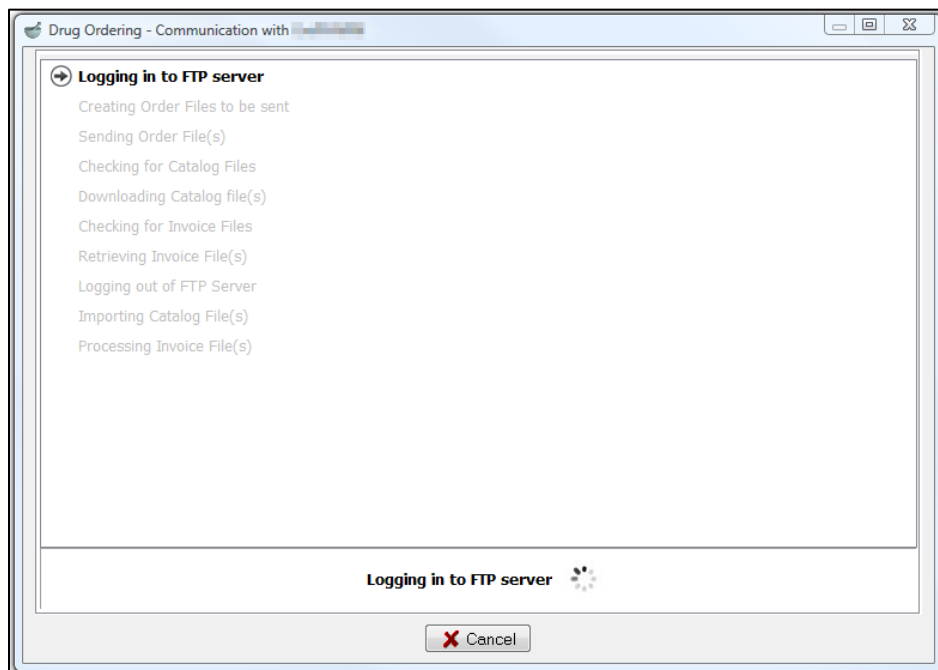 Drug Ordering - Communication with
Logging in to FTP server
Creating Order Files to be sent
Sending Order File(s)
Checking for Catalog Files
Downloading Catalog file(s)
Checking for Invoice Files
Retrieving Invoice File(s)
Logging out of FTP Server
Importing Catalog File(s)
Processing Invoice File(s)
Logging in to FTP server
Cancel